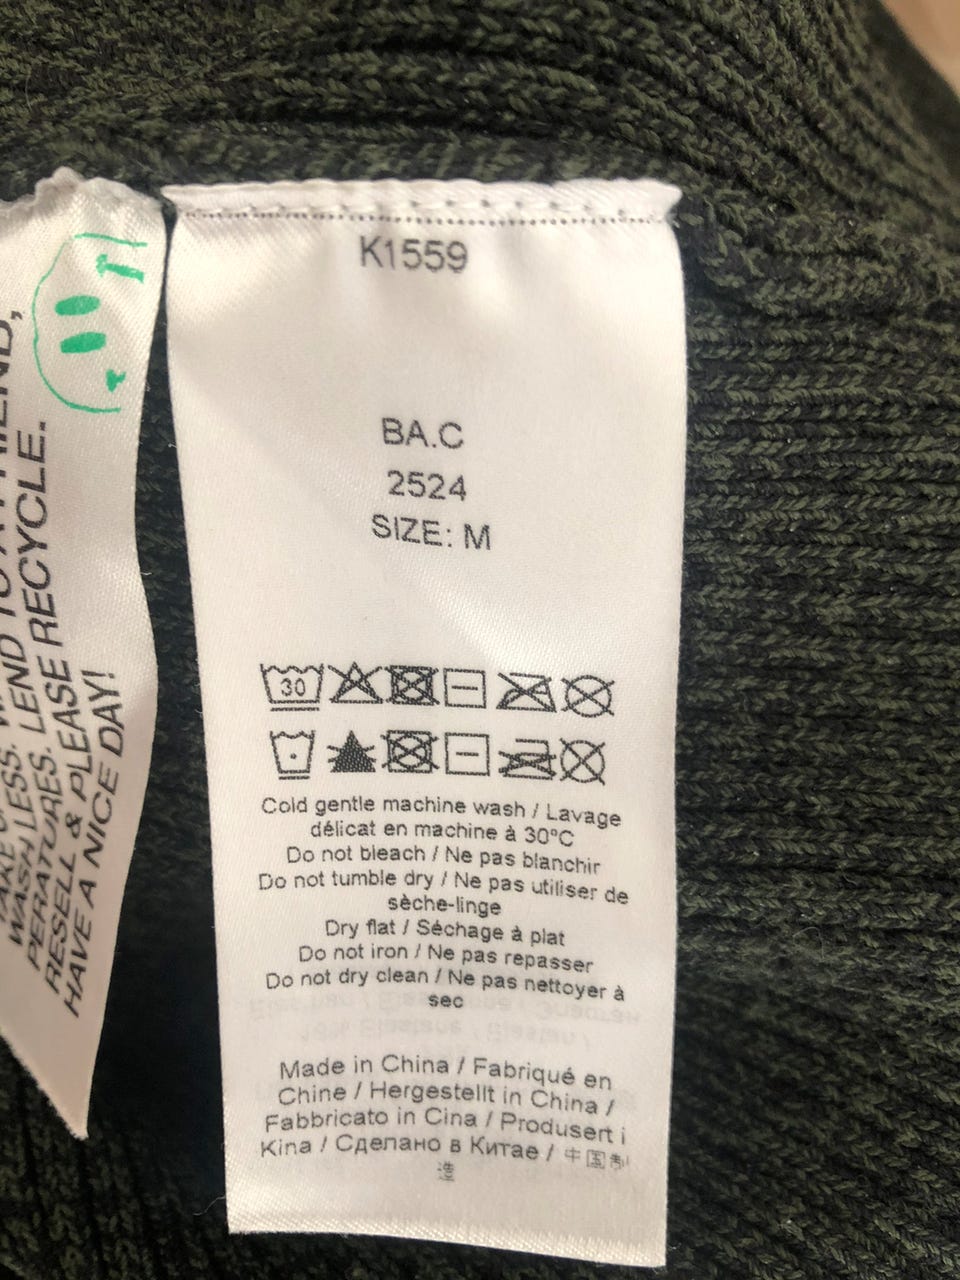 K1559
BA.C
2524
SIZE: M
30
Cold gentle machine wash / Lavage
délicat en machine à 30°C
Do not bleach / Ne pas blanchir
Do not tumble dry / Ne pas utiliser de
sèche-linge
Dry flat / Séchage à plat
Do not iron / Ne pas repasser
Do not dry clean / Ne pas nettoyer à
sec
Made in China / Fabriqué en
Chine / Hergestellt in China /
Fabbricato in Cina / Produsert i
Kina / Сделано в Китае / 中国制
造
WASH LESS.
PERATURES. LEND TO A
RESELL & PLEASE RECYCLE.
HAVE A NICE DAY!